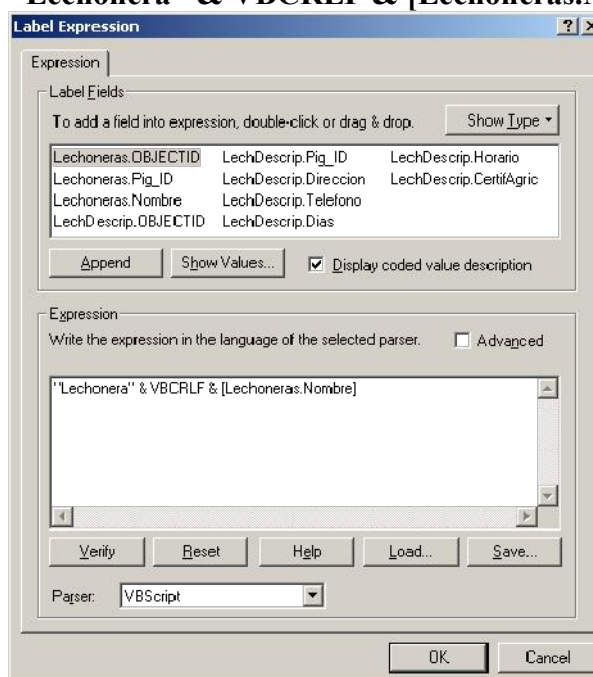 Lechonera" & VBCRLF & [Lechoneras.
Label Expression
Expression
Label Fields
To add a field into expression, double-click or drag & drop.
Show Type
Lechoneras.OBJECTID LechDescrip.Pig_ID LechDescrip.Horario
Lechoneras.Pig_ID LechDescrip.Direccion LechDescrip.CertifAgric
Lechoneras.Nombre LechDescrip.Telefono
LechDescrip.OBJECTID LechDescrip.Dias
Append Show Values... Display coded value description
Expression
Write the expression in the language of the selected parser. Advanced
"Lechonera" & VBCRLF & [Lechoneras.Nombre]
Verify Reset Help Load... Save...
Parser: VBScript
OK Cancel